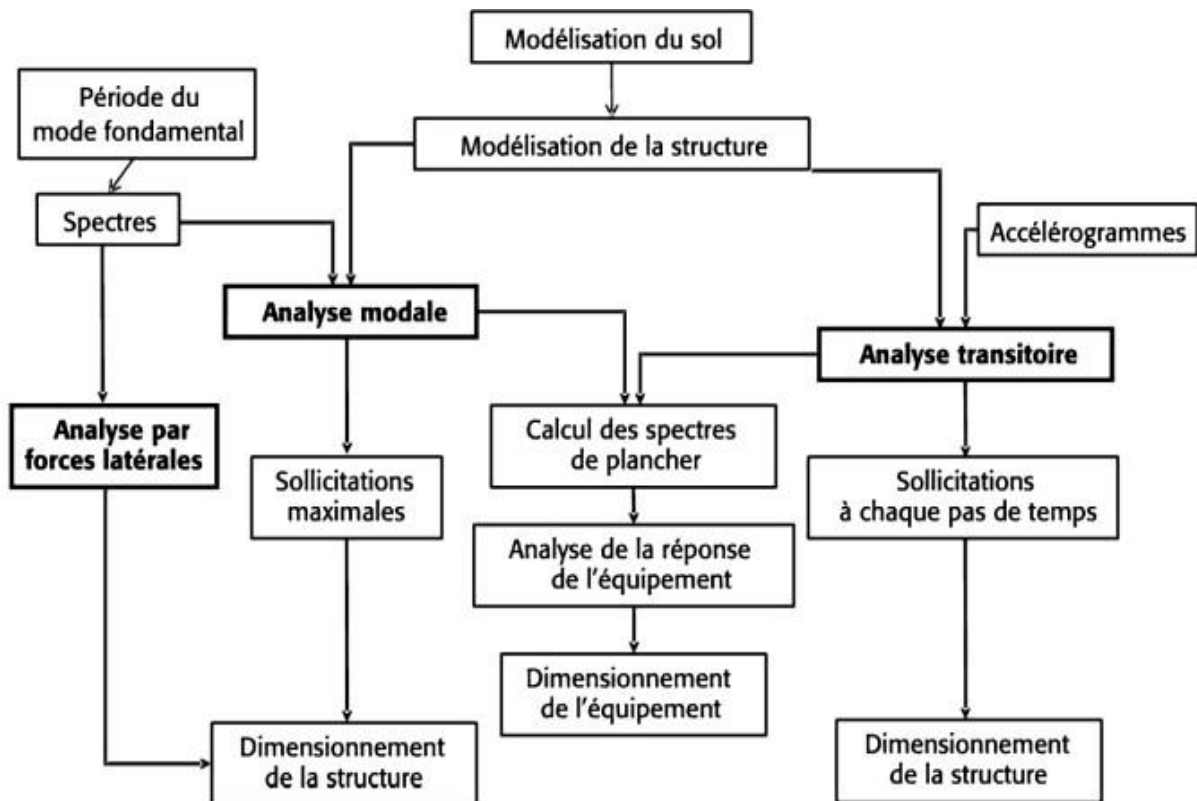 Modélisation du sol
Période du
mode fondamental
Modélisation de la structure
Spectres
Accélérogrammes
Analyse modale
Analyse transitoire
Analyse par
forces latérales
Calcul des spectres
de plancher
Sollicitations
maximales
Sollicitations
à chaque pas de temps
Analyse de la réponse
de l'équipement
Dimensionnement
de l'équipement
Dimensionnement
de la structure
Dimensionnement
de la structure